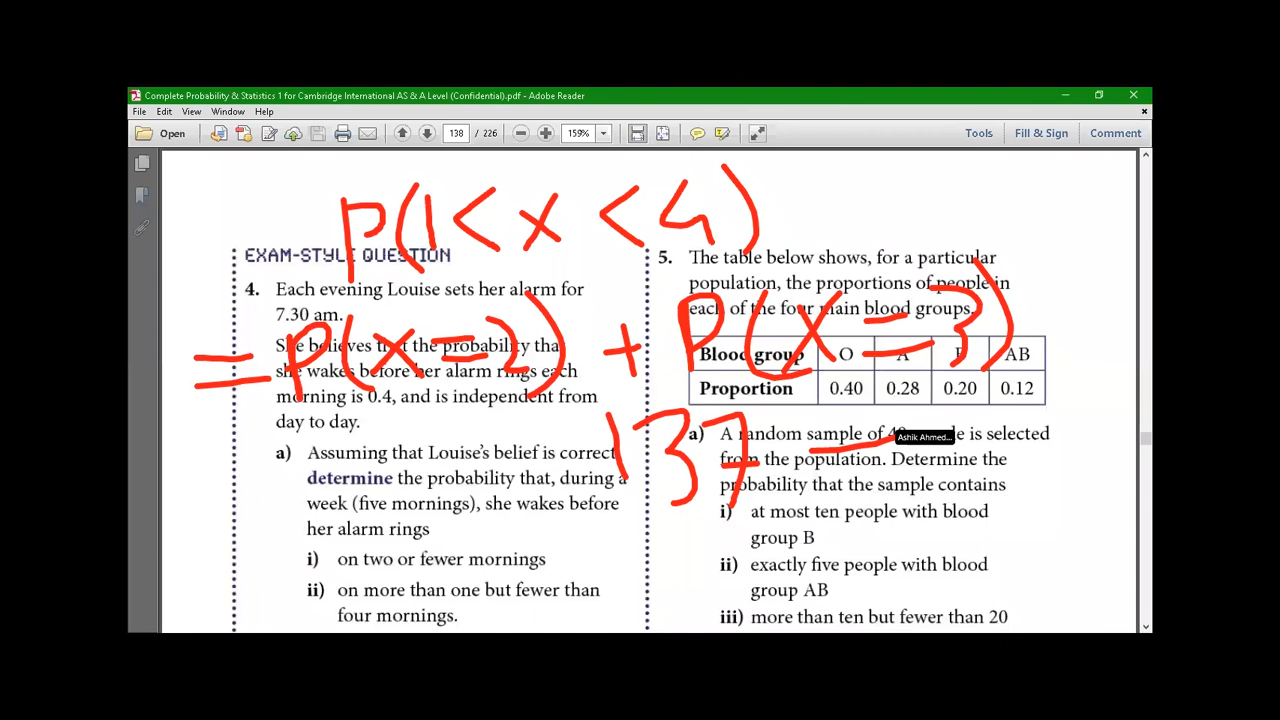 Complete Probability & Statistics 1 for Cambridge International AS & A Level (Confidential).pdf - Adobe Reader
File Edit View Window Help
Open 138 / 226 159% Tools Fill & Sign Comment
P(1 < x < 4)
= P(X=2) + P(X=3)
137
EXAM-STYLE QUESTION
4. Each evening Louise sets her alarm for
7.30 am.
She believes that the probability that
she wakes before her alarm rings each
morning is 0.4, and is independent from
day to day.
a) Assuming that Louise's belief is correct,
determine the probability that, during a
week (five mornings), she wakes before
her alarm rings
i) on two or fewer mornings
ii) on more than one but fewer than
four mornings.
5. The table below shows, for a particular
population, the proportions of people in
each of the four main blood groups.
Blood group O A B AB
Proportion 0.40 0.28 0.20 0.12
a) A random sample of is selected
Ashik Ahmed...
from the population. Determine the
probability that the sample contains
i) at most ten people with blood
group B
ii) exactly five people with blood
group AB
iii) more than ten but fewer than 20